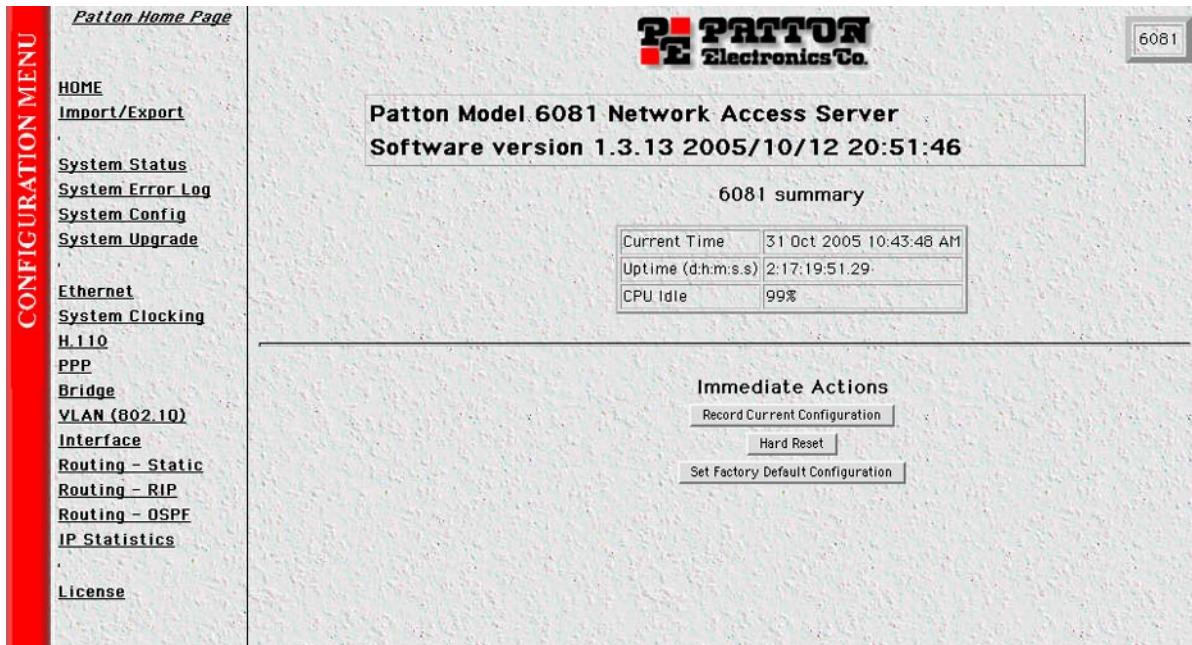 CONFIGURATION MENU
Patton Home Page
HOME
Import/Export
System Status
System Error Log
System Config
System Upgrade
Ethernet
System Clocking
H.110
PPP
Bridge
VLAN (802.1Q)
Interface
Routing - Static
Routing - RIP
Routing - OSPF
IP Statistics
License
PE PATTON
Electronics Co.
6081
Patton Model 6081 Network Access Server
Software version 1.3.13 2005/10/12 20:51:46
6081 summary
Current Time 31 Oct 2005 10:43:48 AM
Uptime (d:h:m:s.s) 2:17:19:51.29
CPU Idle 99%
Immediate Actions
Record Current Configuration
Hard Reset
Set Factory Default Configuration